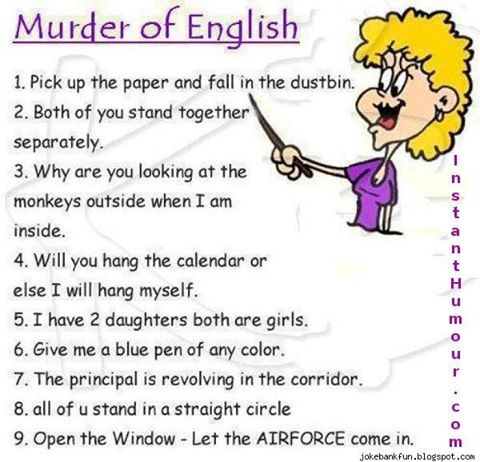 Murder of English
1. Pick up the paper and fall in the dustbin.
2. Both of you stand together
separately.
3. Why are you looking at the
monkeys outside when I am
inside.
4. Will you hang the calendar or
else I will hang myself.
5. I have 2 daughters both are girls.
6. Give me a blue pen of any color.
7. The principal is revolving in the corridor.
8. all of u stand in a straight circle
9. Open the Window - Let the AIRFORCE come in.
InstantHumour.com
jokebankfun.blogspot.com